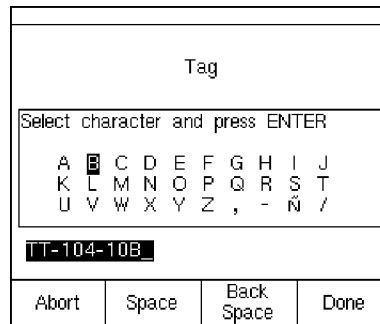 Tag
Select character and press ENTER
A B C D E F G H I J
K L M N O P Q R S T
U V W X Y Z , - Ñ /
TT-104-10B_
Abort Space Back Space Done